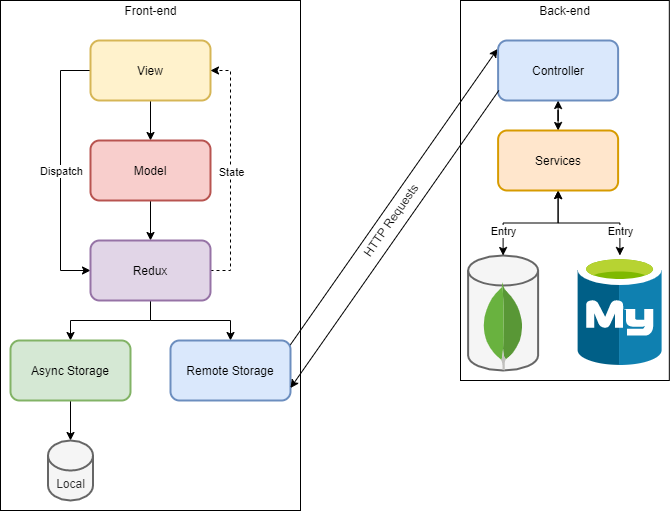 Front-end
Back-end
View
Controller
Dispatch
Model
State
Services
HTTP Requests
Redux
Entry
Entry
My
Async Storage
Remote Storage
Local